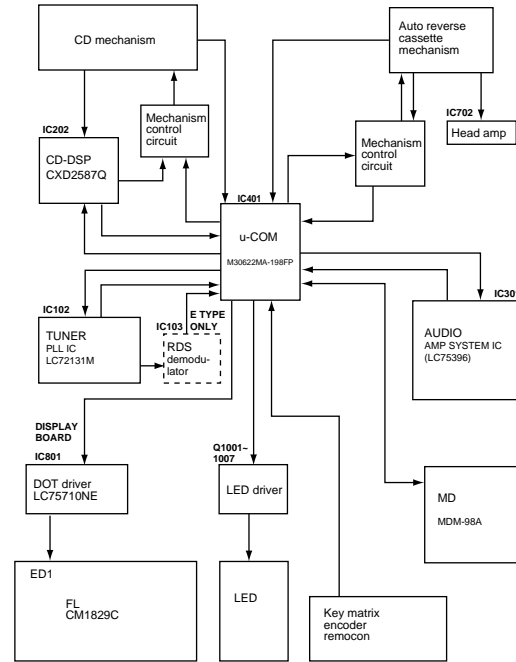 CD mechanism
Auto reverse
cassette
mechanism
IC202
Mechanism
control
circuit
IC702
Head amp
Mechanism
control
circuit
CD-DSP
CXD2587Q
IC401
u-COM
M30622MA-198FP
IC102
TUNER
PLL IC
LC72131M
IC103
E TYPE
ONLY
RDS
demodu-
lator
IC30
AUDIO
AMP SYSTEM IC
(LC75396)
DISPLAY
BOARD
IC801
DOT driver
LC75710NE
Q1001~
1007
LED driver
MD
MDM-98A
ED1
FL
CM1829C
LED
Key matrix
encoder
remocon